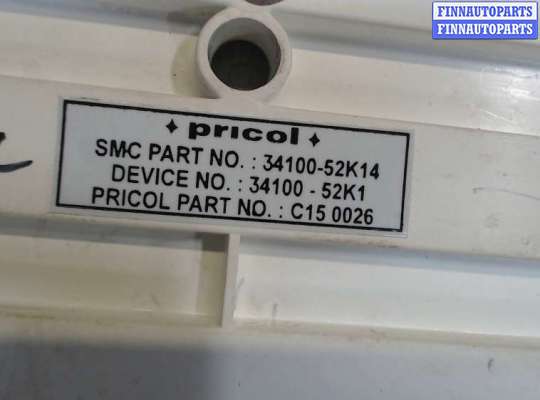 FINNAUTOPARTS
FINNAUTOPARTS
pricol
SMC PART NO. : 34100-52K14
DEVICE NO. : 34100 - 52K1
PRICOL PART NO. : C15 0026